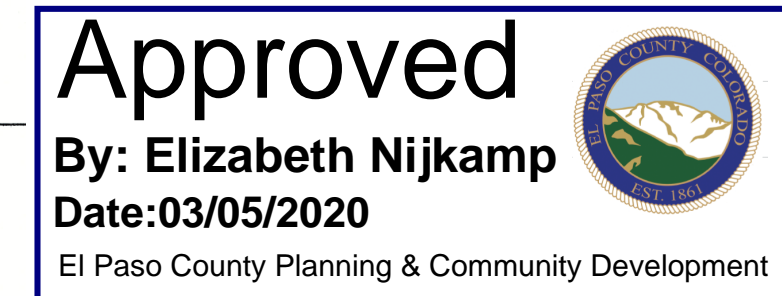 Approved
By: Elizabeth Nijkamp
Date:03/05/2020
El Paso County Planning & Community Development
EL PASO COUNTY COLORADO
EST. 1861